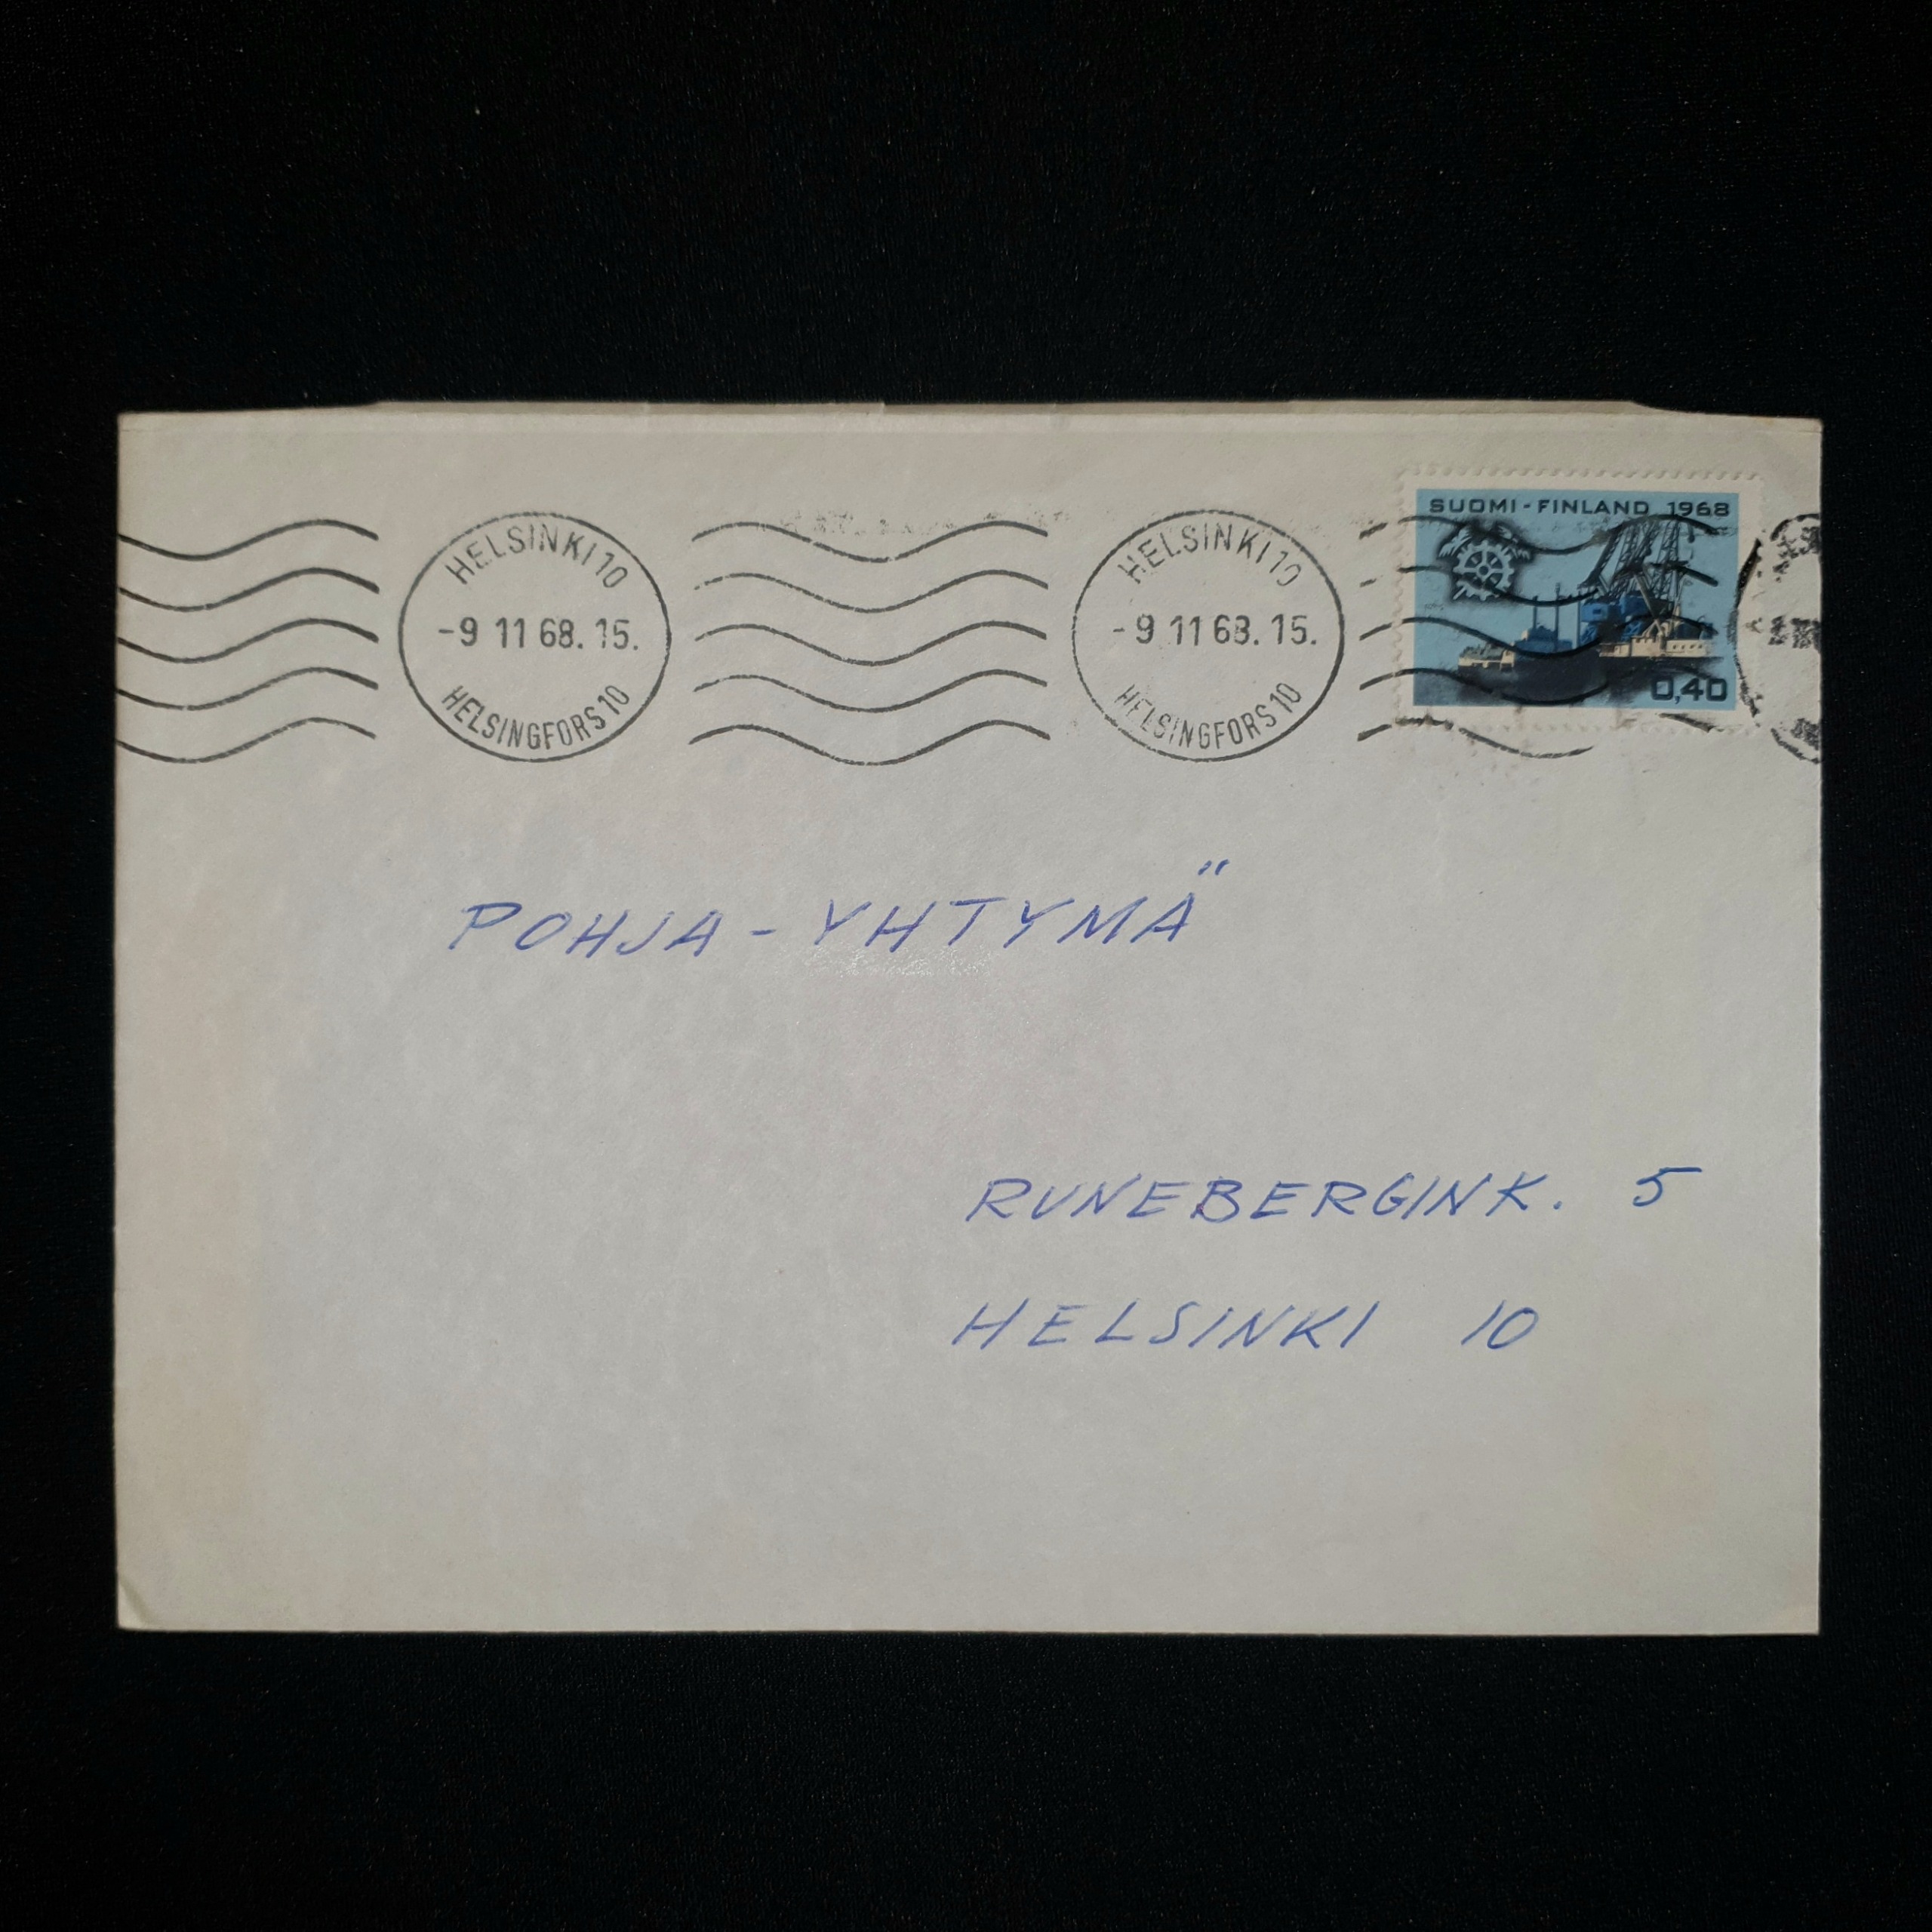 HELSINKI 10
-9 11 68. 15.
HELSINGFORS 10
HELSINKI 10
-9 11 68. 15.
HELSINGFORS 10
SUOMI - FINLAND 1968
0,40
POHJA-YHTYMÄ
RUNEBERGINK. 5
HELSINKI 10